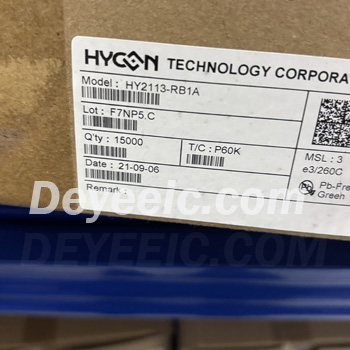 HYCON TECHNOLOGY CORPORA
Model : HY2113-RB1A
Lot : F7NP5.C
Q'ty : 15000
T/C : P60K
MSL : 3
e3/260C
Date : 21-09-06
Pb-Fre
Green
Remark :
Deyeeic.com
DEYEEIC.COM